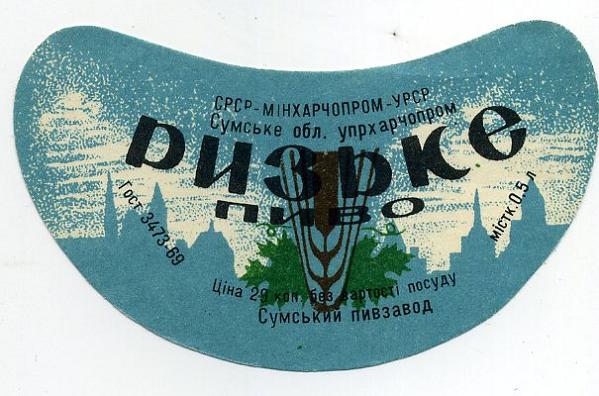 СРСР-МІНХАРЧОПРОМ-УРСР
Сумське обл. упрхарчопром
ризьке
пиво
Гост 3473-69
містк. 0,5 л
Ціна 29 коп. без вартості посуду
Сумський пивзавод